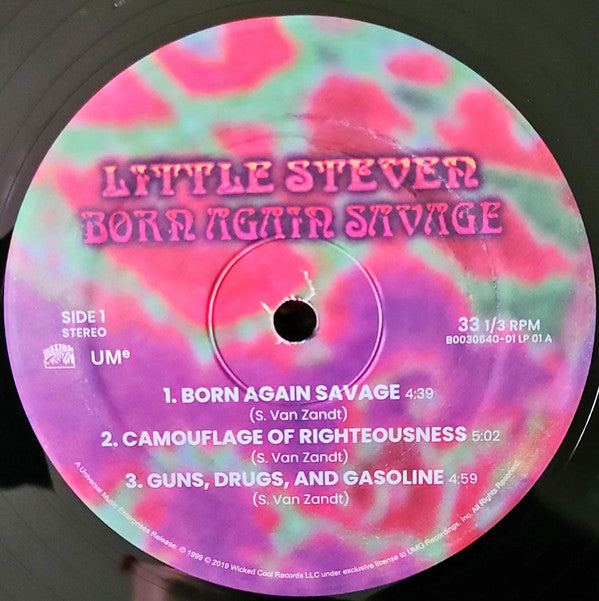 LITTLE STEVEN
BORN AGAIN SAVAGE
SIDE 1
STEREO
UMe
33 1/3 RPM
B0030640-01 LP 01 A
1. BORN AGAIN SAVAGE 4:39
(S. Van Zandt)
2. CAMOUFLAGE OF RIGHTEOUSNESS 5:02
(S. Van Zandt)
3. GUNS, DRUGS, AND GASOLINE 4:59
(S. Van Zandt)
A Universal Music Enterprises Release. ℗ 1999 © 2019 Wicked Cool Records LLC under exclusive license to UMG Recordings, Inc. All Rights Reserved.